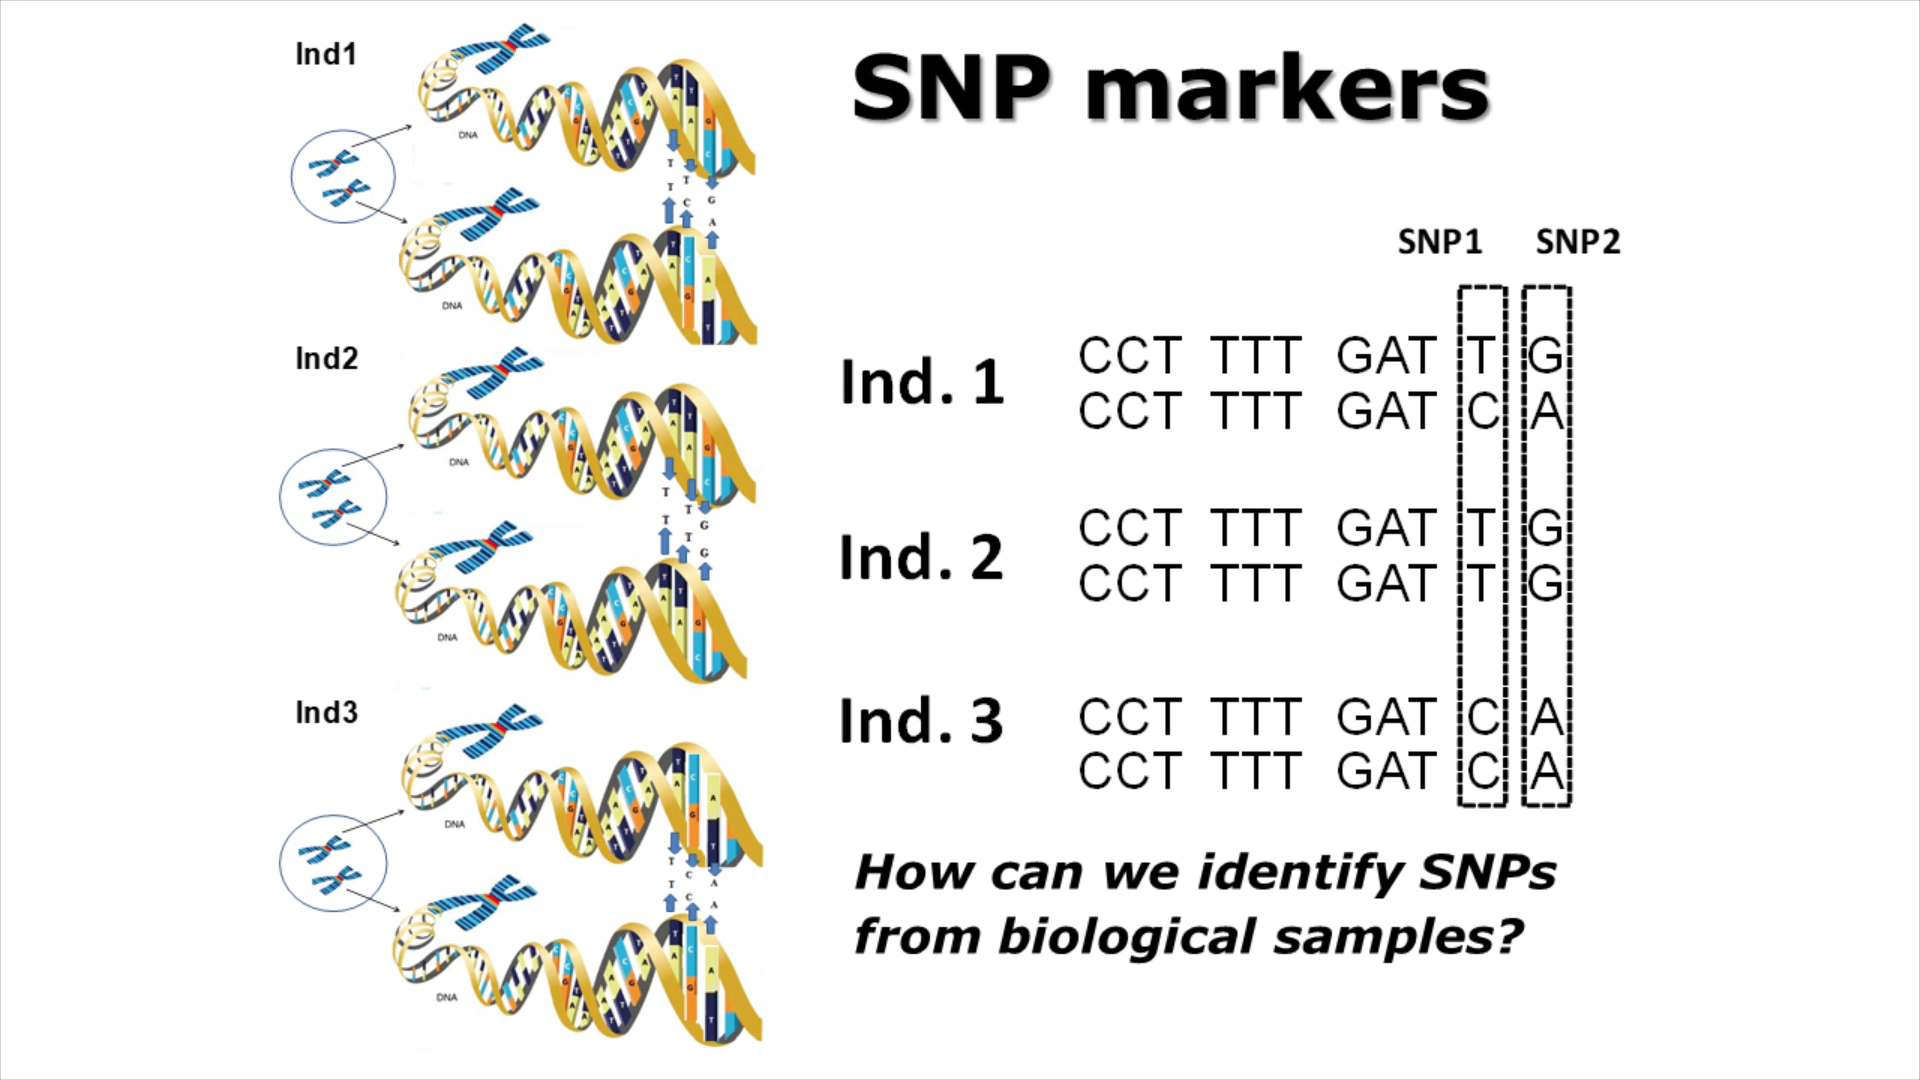 SNP markers
Ind1
DNA
T T G
T C A
DNA
Ind2
DNA
T T G
T T G
DNA
Ind3
DNA
T C A
T C A
DNA
SNP1 SNP2
Ind. 1
CCT TTT GAT T G
CCT TTT GAT C A
Ind. 2
CCT TTT GAT T G
CCT TTT GAT T G
Ind. 3
CCT TTT GAT C A
CCT TTT GAT C A
How can we identify SNPs
from biological samples?